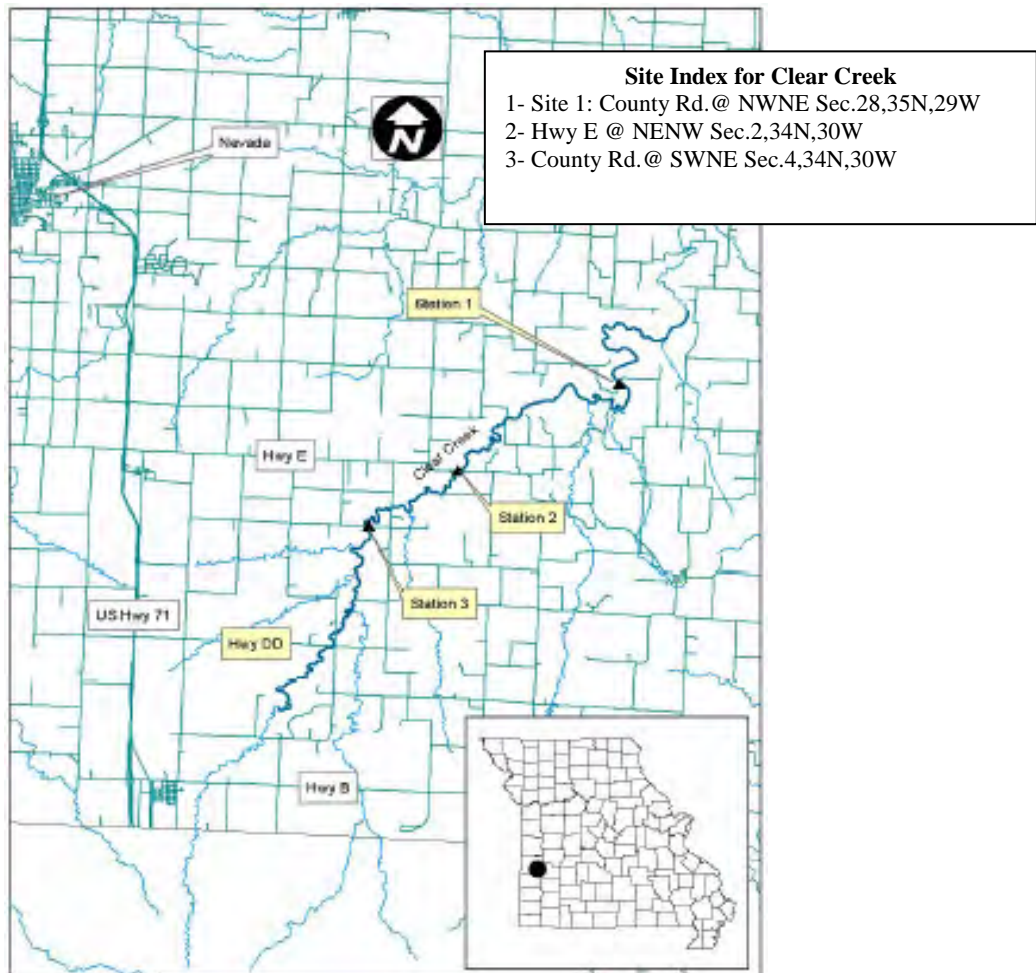 Site Index for Clear Creek
1- Site 1: County Rd.@ NWNE Sec.28,35N,29W
2- Hwy E @ NENW Sec.2,34N,30W
3- County Rd.@ SWNE Sec.4,34N,30W
N
Nevada
Station 1
Clear Creek
Hwy E
Station 2
Station 3
US Hwy 71
Hwy DD
Hwy B